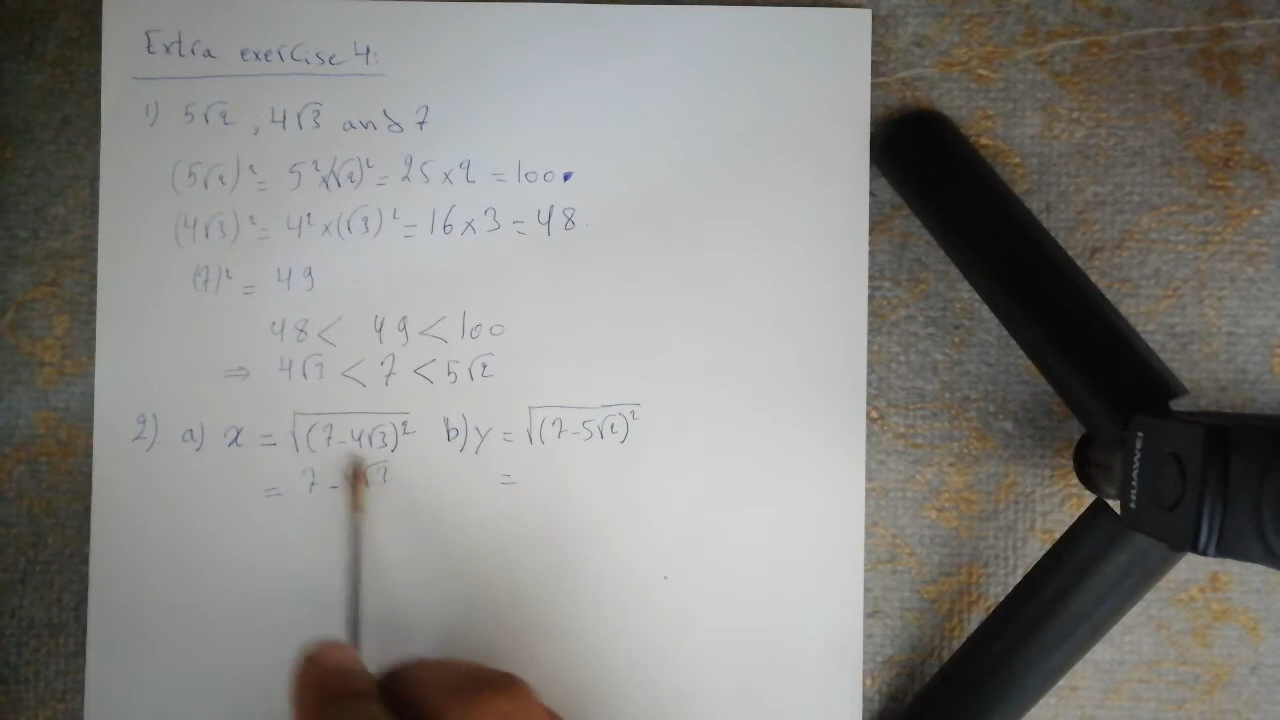 Extra exercise 4:
1) 5√2 , 4√3 and 7
(5√2)² = 5²×(√2)² = 25 × 2 = 100
(4√3)² = 4² × (√3)² = 16 × 3 = 48
(7)² = 49
48 < 49 < 100
⇒ 4√3 < 7 < 5√2
2) a) x = √(7-4√3)² b) y = √(7-5√2)²
= 7 - √3 =
HUAWEI